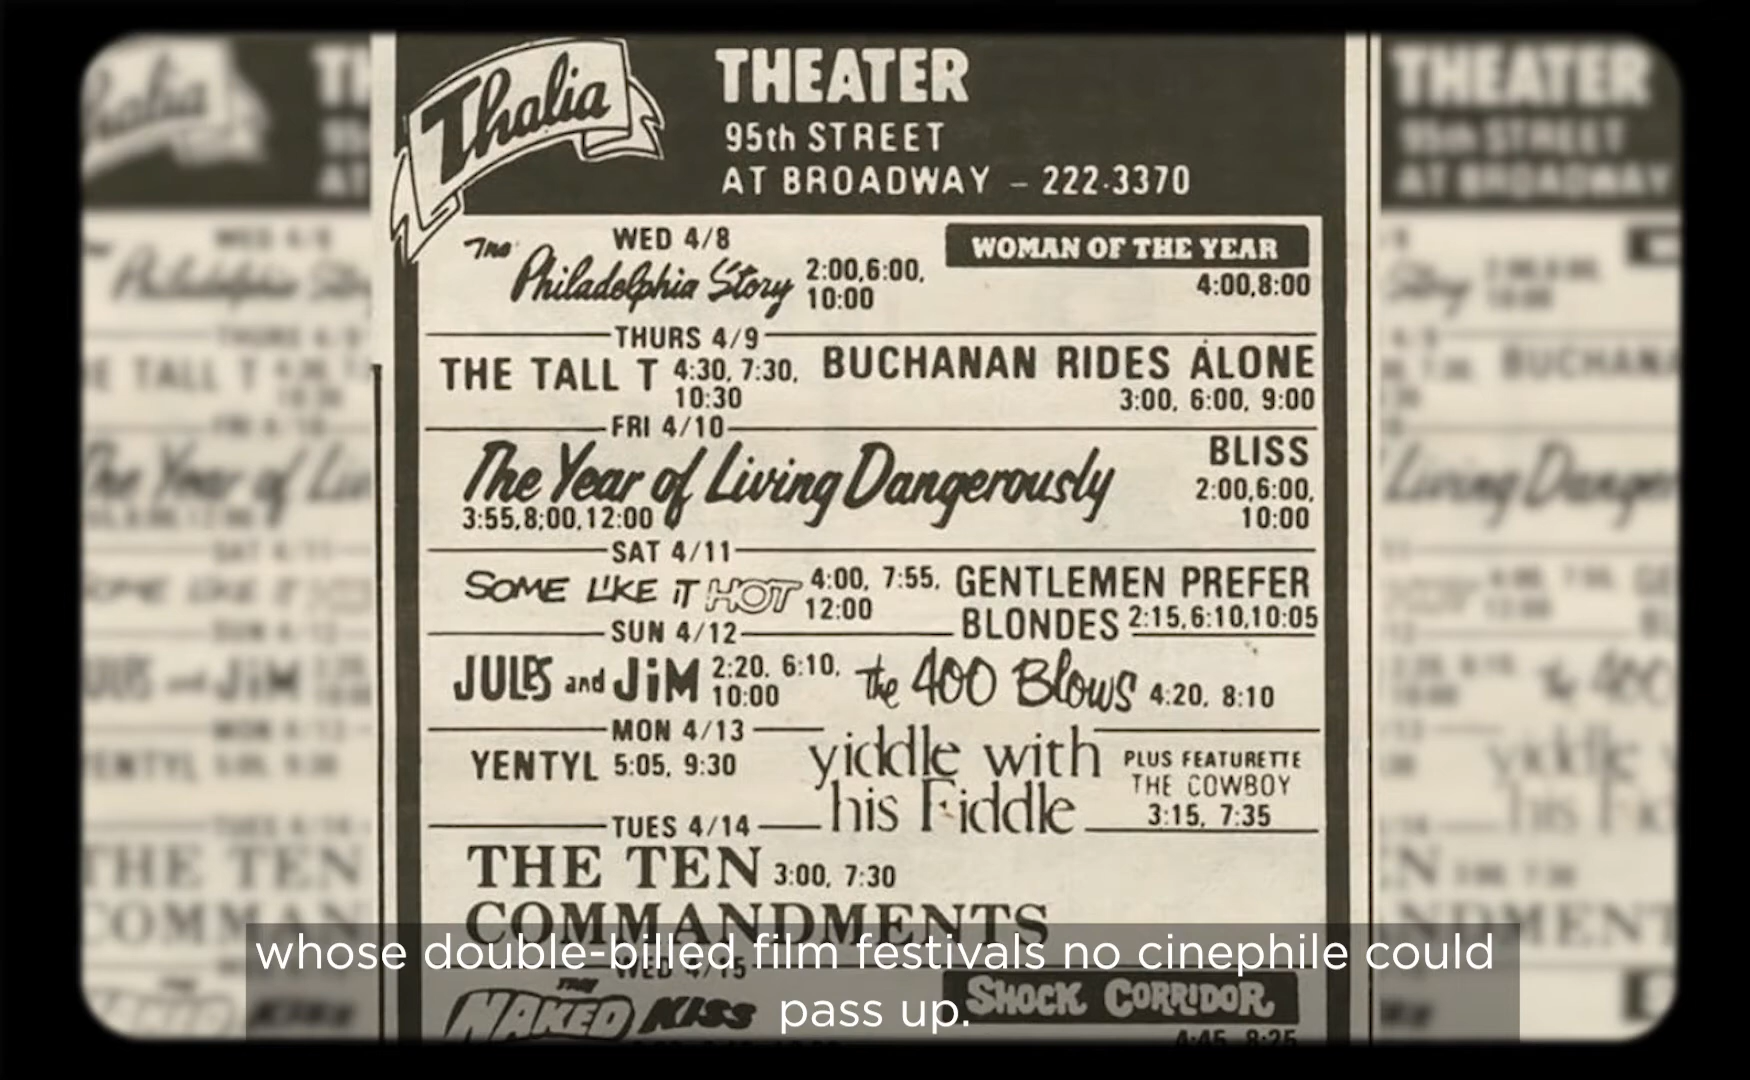 Thalia
THEATER
95th STREET
AT BROADWAY – 222-3370
WED 4/8
The Philadelphia Story 2:00,6:00,
10:00
WOMAN OF THE YEAR
4:00,8:00
THURS 4/9
THE TALL T 4:30, 7:30,
10:30
BUCHANAN RIDES ALONE
3:00, 6:00, 9:00
FRI 4/10
The Year of Living Dangerously
3:55,8;00,12:00
BLISS
2:00,6:00,
10:00
SAT 4/11
SOME LIKE IT HOT 4:00, 7:55,
12:00
GENTLEMEN PREFER
BLONDES 2:15,6:10,10:05
SUN 4/12
JULES and JiM 2:20, 6:10,
10:00
the 400 Blows 4:20, 8:10
MON 4/13
YENTYL 5:05, 9:30
yiddle with
his Fiddle
PLUS FEATURETTE
THE COWBOY
3:15, 7:35
TUES 4/14
THE TEN 3:00, 7:30
COMMANDMENTS
WED 4/15
THE NAKED KISS
SHOCK CORRIDOR
4:45, 8:25
whose double-billed film festivals no cinephile could
pass up.